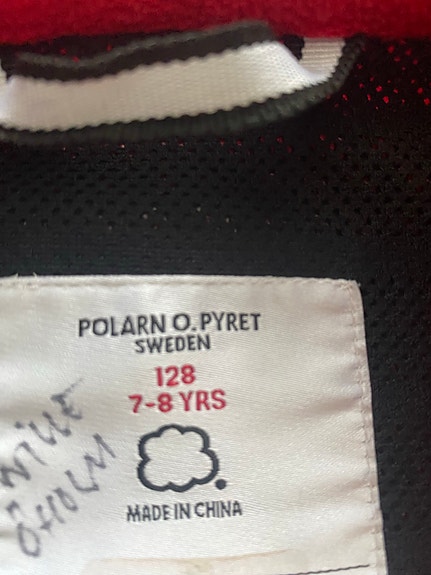 POLARN O. PYRET
SWEDEN
128
7-8 YRS
MADE IN CHINA